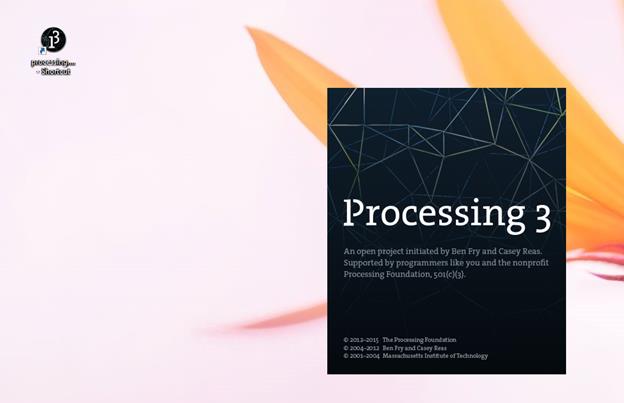 processing...
- Shortcut
Processing 3
An open project initiated by Ben Fry and Casey Reas.
Supported by programmers like you and the nonprofit
Processing Foundation, 501(c)(3).
© 2012–2015 The Processing Foundation
© 2004–2012 Ben Fry and Casey Reas
© 2001–2004 Massachusetts Institute of Technology